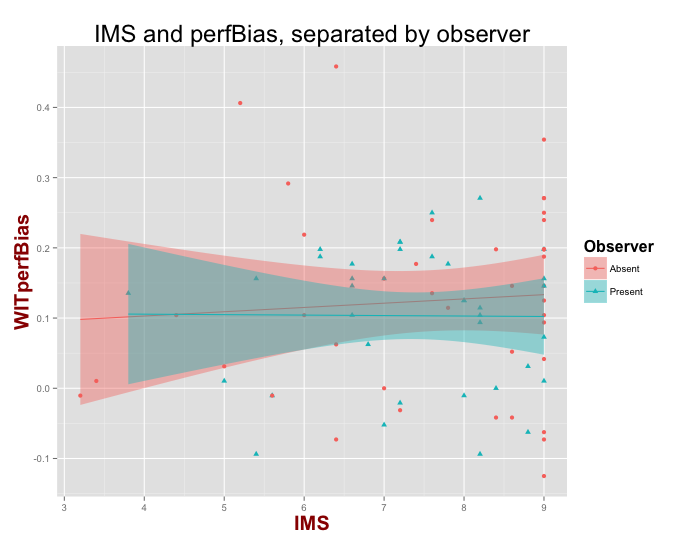 IMS and perfBias, separated by observer
WITperfBias
0.4
0.3
0.2
0.1
0.0
-0.1
3 4 5 6 7 8 9
IMS
Observer
Absent
Present